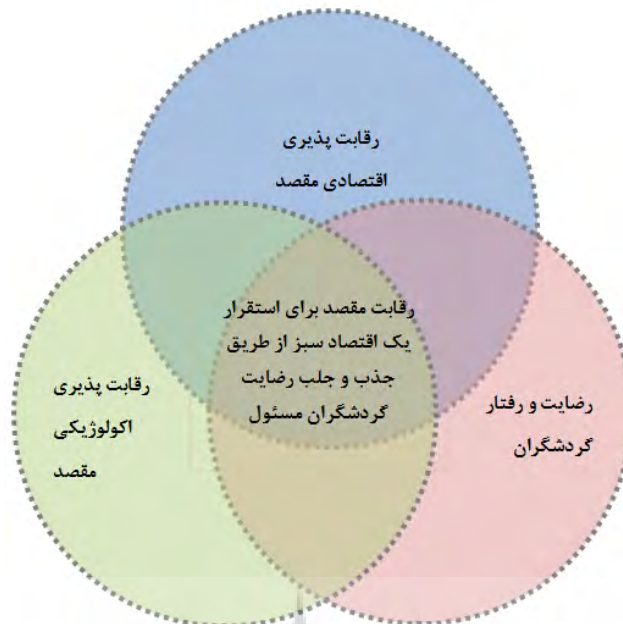 رقابت پذیری
اقتصادی مقصد
رقابت مقصد برای استقرار
یک اقتصاد سبز از طریق
جذب و جلب رضایت
گردشگران مسئول
رضایت و رفتار
گردشگران
رقابت پذیری
اکولوژیکی
مقصد